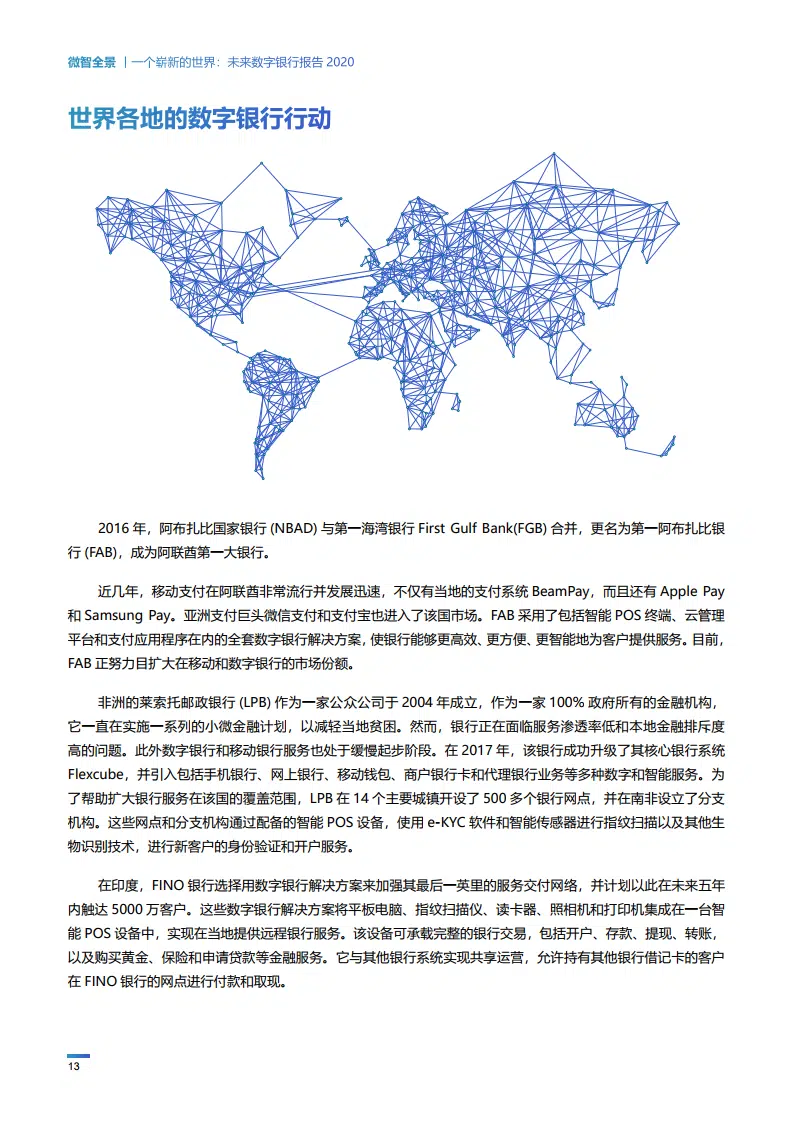 微智全景 | 一个崭新的世界：未来数字银行报告 2020
世界各地的数字银行行动
2016 年，阿布扎比国家银行 (NBAD) 与第一海湾银行 First Gulf Bank(FGB) 合并，更名为第一阿布扎比银
行 (FAB)，成为阿联酋第一大银行。
近几年，移动支付在阿联酋非常流行并发展迅速，不仅有当地的支付系统 BeamPay，而且还有 Apple Pay
和 Samsung Pay。亚洲支付巨头微信支付和支付宝也进入了该国市场。FAB 采用了包括智能 POS 终端、云管理
平台和支付应用程序在内的全套数字银行解决方案，使银行能够更高效、更方便、更智能地为客户提供服务。目前，
FAB 正努力目扩大在移动和数字银行的市场份额。
非洲的莱索托邮政银行 (LPB) 作为一家公众公司于 2004 年成立，作为一家 100% 政府所有的金融机构，
它一直在实施一系列的小微金融计划，以减轻当地贫困。然而，银行正在面临服务渗透率低和本地金融排斥度
高的问题。此外数字银行和移动银行服务也处于缓慢起步阶段。在 2017 年，该银行成功升级了其核心银行系统
Flexcube，并引入包括手机银行、网上银行、移动钱包、商户银行卡和代理银行业务等多种数字和智能服务。为
了帮助扩大银行服务在该国的覆盖范围，LPB 在 14 个主要城镇开设了 500 多个银行网点，并在南非设立了分支
机构。这些网点和分支机构通过配备的智能 POS 设备，使用 e-KYC 软件和智能传感器进行指纹扫描以及其他生
物识别技术，进行新客户的身份验证和开户服务。
在印度，FINO 银行选择用数字银行解决方案来加强其最后一英里的服务交付网络，并计划以此在未来五年
内触达 5000 万客户。这些数字银行解决方案将平板电脑、指纹扫描仪、读卡器、照相机和打印机集成在一台智
能 POS 设备中，实现在当地提供远程银行服务。该设备可承载完整的银行交易，包括开户、存款、提现、转账，
以及购买黄金、保险和申请贷款等金融服务。它与其他银行系统实现共享运营，允许持有其他银行借记卡的客户
在 FINO 银行的网点进行付款和取现。
13